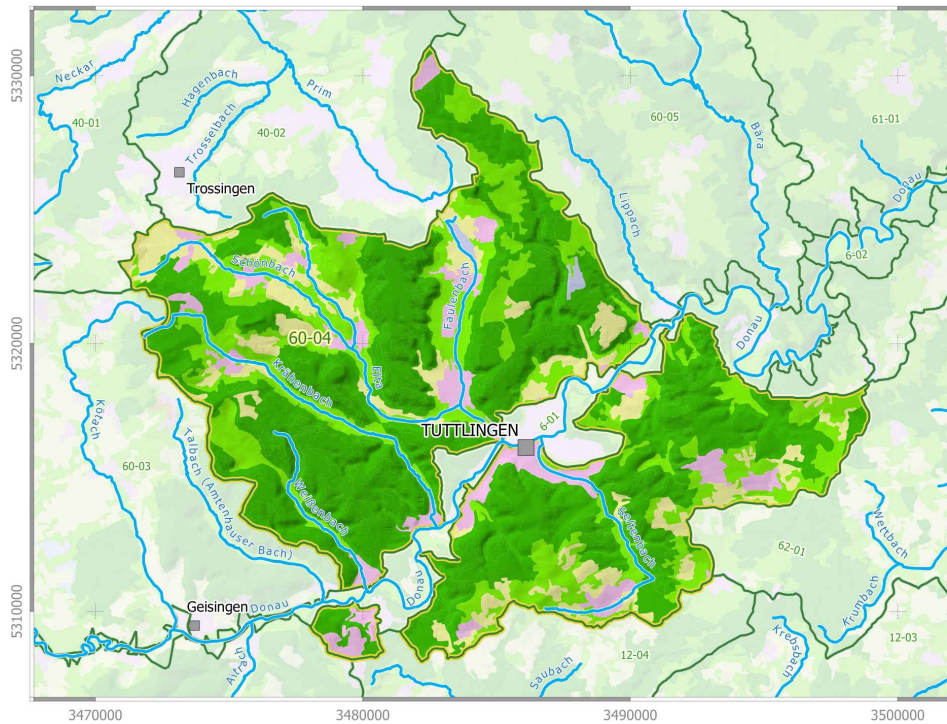 5330000
5320000
5310000
Neckar
Hagenbach
Prim
40-01
Trosselbach
40-02
Trossingen
60-05
61-01
Bära
Lippach
Donau
6-02
Schönbach
Faulenbach
Donau
60-04
Krähenbach
Elta
Kötach
TUTTLINGEN
6-01
60-03
Talbach (Amtenhauser Bach)
Weißenbach
Seltenbach
Wettbach
62-01
Donau
Geisingen
Donau
Krumbach
Krebsbach
12-03
Aitrach
Saubach
12-04
3470000
3480000
3490000
3500000